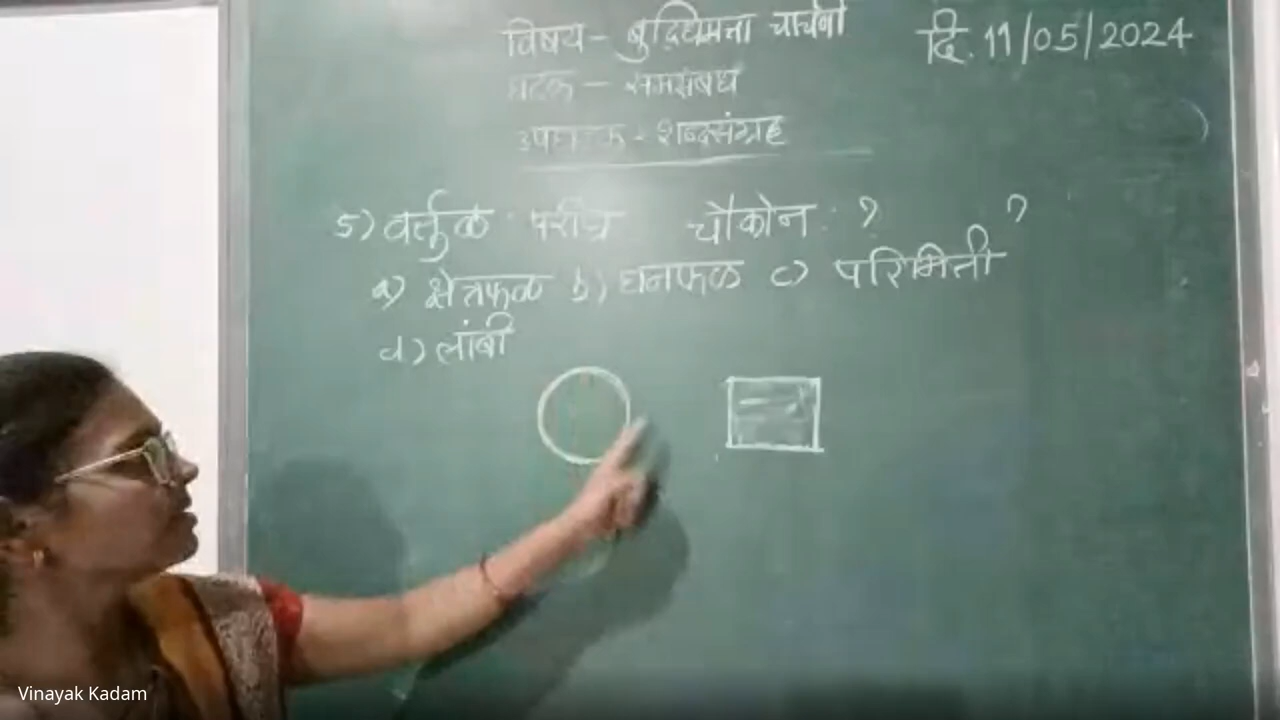 विषय - बुद्धिमत्ता चाचणी
दि. 11/05/2024
घटक - समसंबंध
उपघटक - शब्दसंग्रह
5) वर्तुळ : परीघ चौकोन : ? ?
a) क्षेत्रफळ b) घनफळ c) परिमिती
d) लांबी
Vinayak Kadam